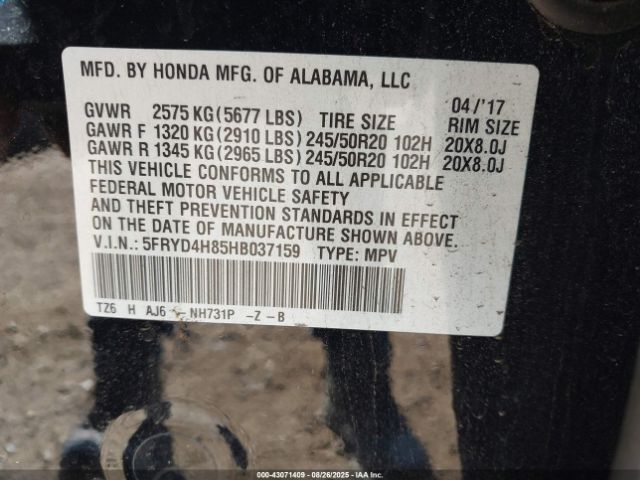 MFD. BY HONDA MFG. OF ALABAMA, LLC
04/'17
GVWR 2575 KG(5677 LBS) TIRE SIZE RIM SIZE
GAWR F 1320 KG(2910 LBS)245/50R20 102H 20X8.0J
GAWR R 1345 KG(2965 LBS)245/50R20 102H 20X8.0J
THIS VEHICLE CONFORMS TO ALL APPLICABLE
FEDERAL MOTOR VEHICLE SAFETY
AND THEFT PREVENTION STANDARDS IN EFFECT
ON THE DATE OF MANUFACTURE SHOWN ABOVE.
V.I.N.: 5FRYD4H85HB037159 TYPE: MPV
TZ6 H AJ6 - NH731P -Z - B
000-43071409 - 08/26/2025 - IAAI.COM